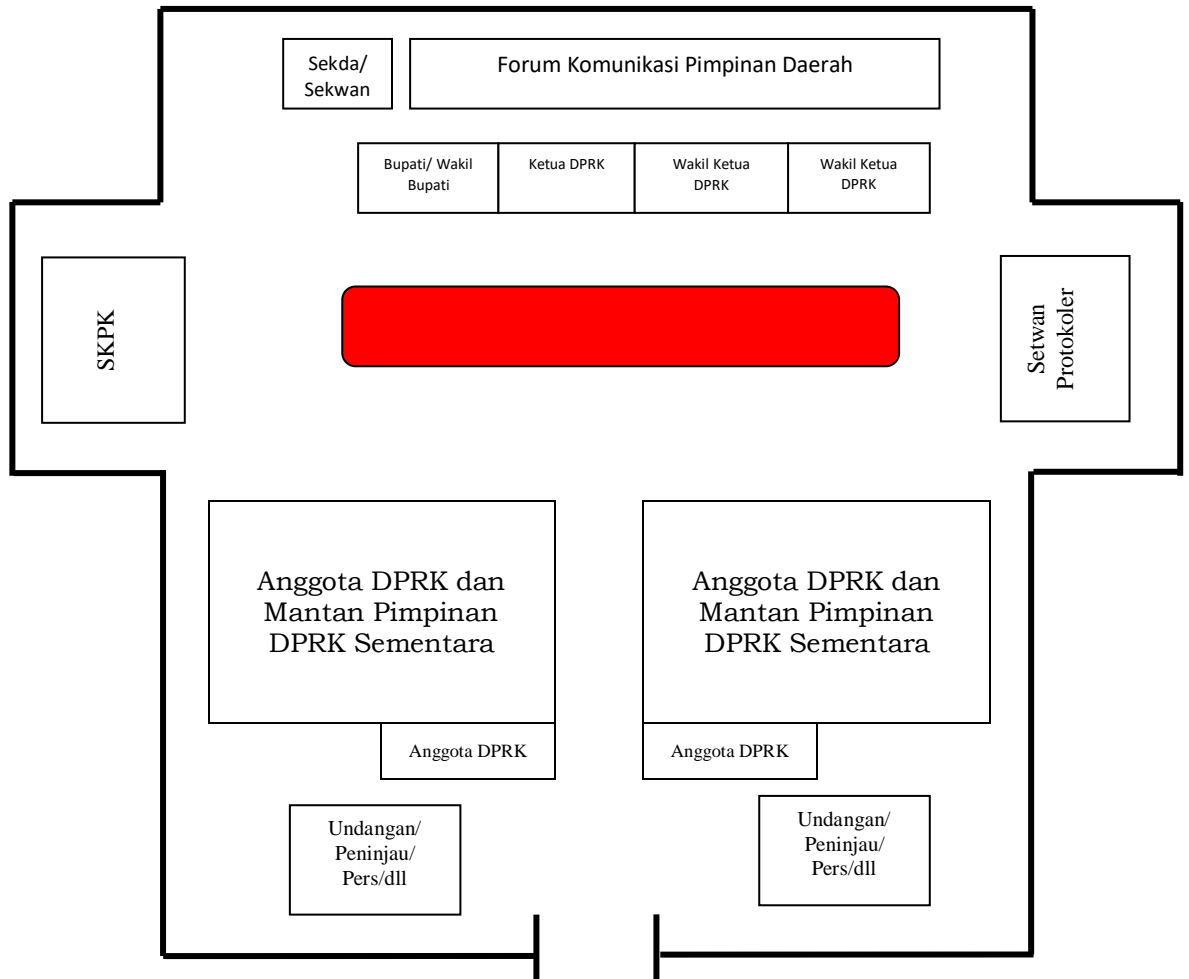 Sekda/
Sekwan
Forum Komunikasi Pimpinan Daerah
Bupati/ Wakil
Bupati
Ketua DPRK
Wakil Ketua
DPRK
Wakil Ketua
DPRK
SKPK
Setwan
Protokoler
Anggota DPRK dan
Mantan Pimpinan
DPRK Sementara
Anggota DPRK dan
Mantan Pimpinan
DPRK Sementara
Anggota DPRK
Anggota DPRK
Undangan/
Peninjau/
Pers/dll
Undangan/
Peninjau/
Pers/dll